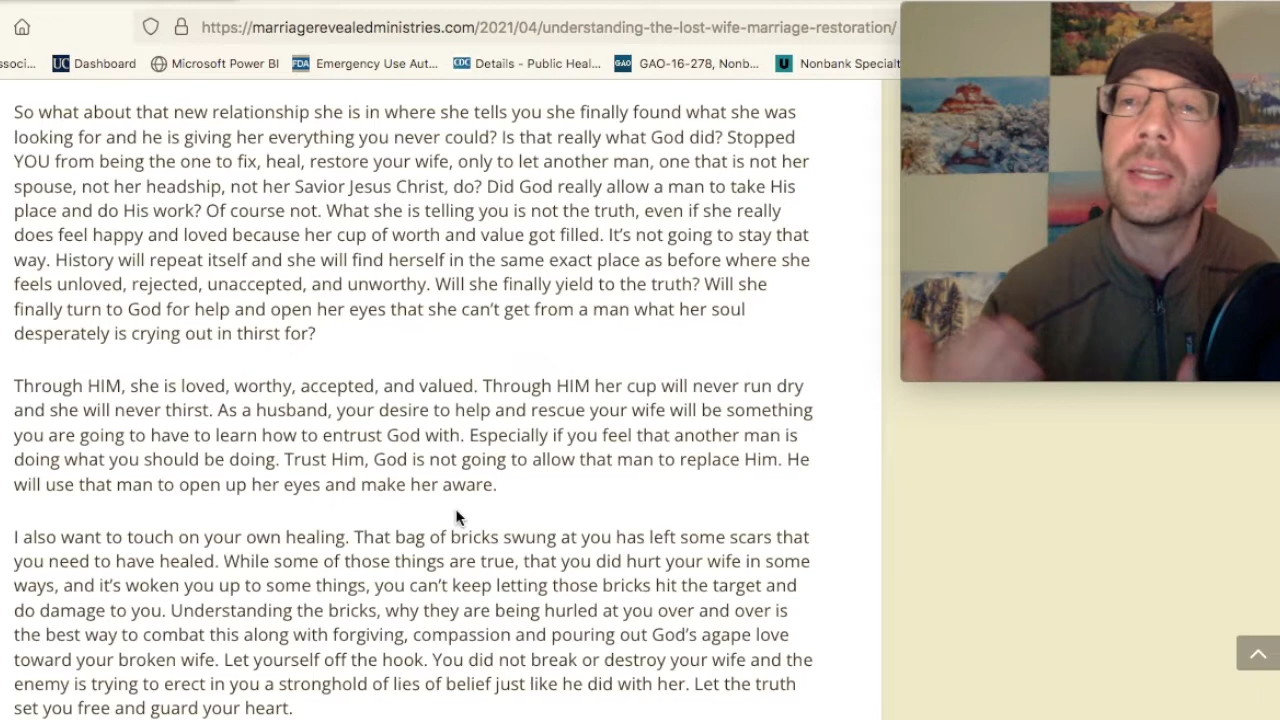 https://marriagerevealedministries.com/2021/04/understanding-the-lost-wife-marriage-restoration/
ssoci... UC Dashboard Microsoft Power BI FDA Emergency Use Aut... CDC Details - Public Heal... GAO GAO-16-278, Nonb... U Nonbank Specialt
So what about that new relationship she is in where she tells you she finally found what she was
looking for and he is giving her everything you never could? Is that really what God did? Stopped
YOU from being the one to fix, heal, restore your wife, only to let another man, one that is not her
spouse, not her headship, not her Savior Jesus Christ, do? Did God really allow a man to take His
place and do His work? Of course not. What she is telling you is not the truth, even if she really
does feel happy and loved because her cup of worth and value got filled. It’s not going to stay that
way. History will repeat itself and she will find herself in the same exact place as before where she
feels unloved, rejected, unaccepted, and unworthy. Will she finally yield to the truth? Will she
finally turn to God for help and open her eyes that she can’t get from a man what her soul
desperately is crying out in thirst for?
Through HIM, she is loved, worthy, accepted, and valued. Through HIM her cup will never run dry
and she will never thirst. As a husband, your desire to help and rescue your wife will be something
you are going to have to learn how to entrust God with. Especially if you feel that another man is
doing what you should be doing. Trust Him, God is not going to allow that man to replace Him. He
will use that man to open up her eyes and make her aware.
I also want to touch on your own healing. That bag of bricks swung at you has left some scars that
you need to have healed. While some of those things are true, that you did hurt your wife in some
ways, and it’s woken you up to some things, you can’t keep letting those bricks hit the target and
do damage to you. Understanding the bricks, why they are being hurled at you over and over is
the best way to combat this along with forgiving, compassion and pouring out God’s agape love
toward your broken wife. Let yourself off the hook. You did not break or destroy your wife and the
enemy is trying to erect in you a stronghold of lies of belief just like he did with her. Let the truth
set you free and guard your heart.